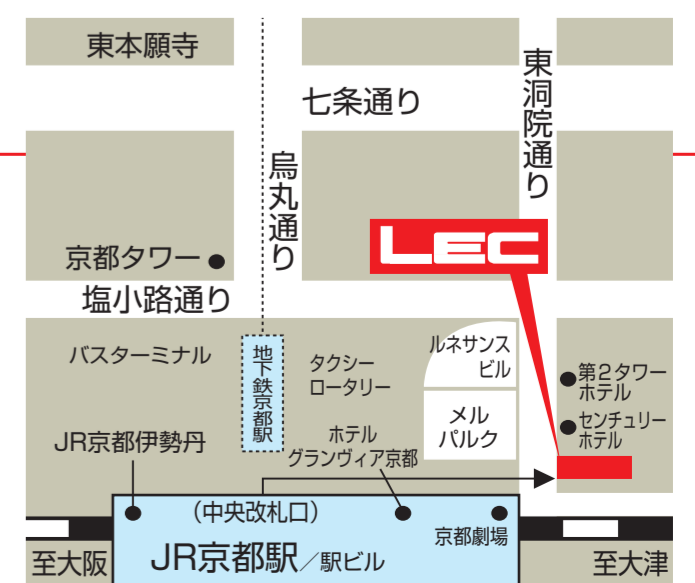 東本願寺
七条通り
東洞院通り
烏丸通り
LEC
京都タワー
塩小路通り
バスターミナル
地下鉄京都駅
タクシー
ロータリー
ルネサンス
ビル
第2タワー
ホテル
メル
パルク
センチュリー
ホテル
JR京都伊勢丹
ホテル
グランヴィア京都
(中央改札口)
京都劇場
至大阪
JR京都駅/駅ビル
至大津